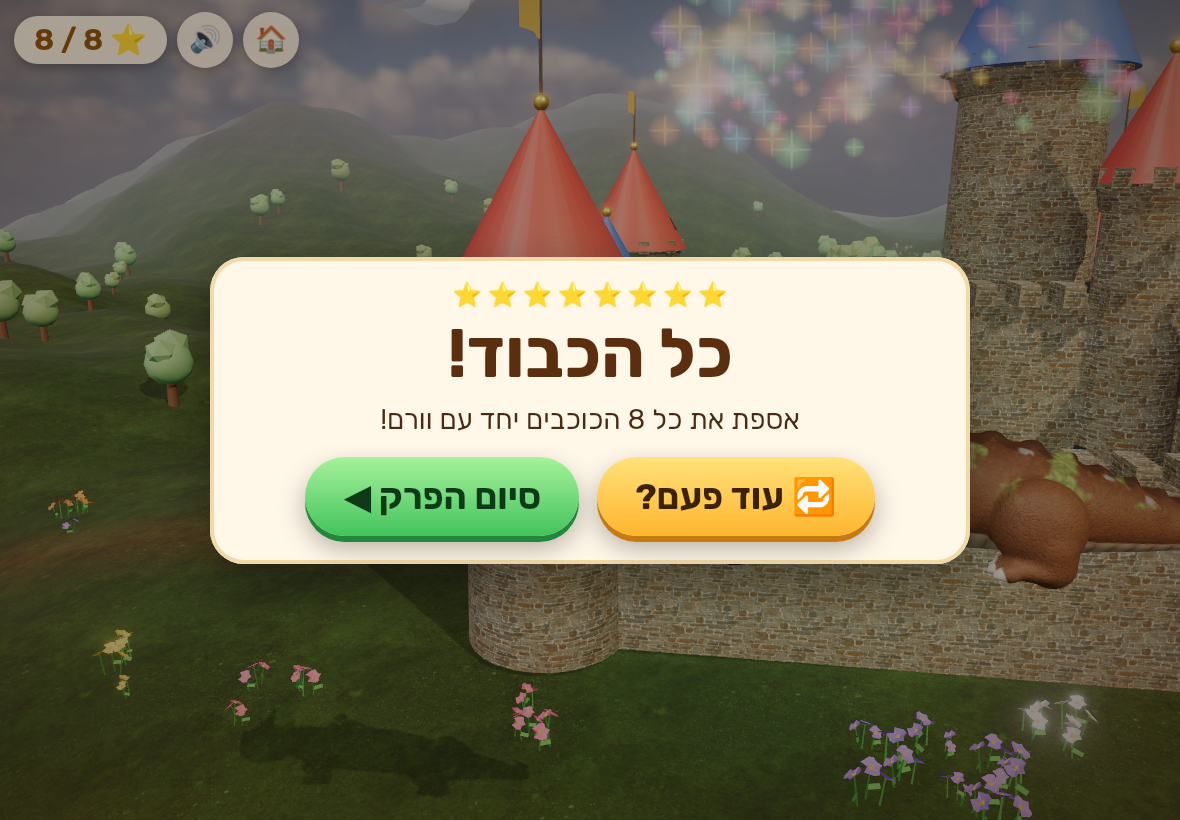 8 / 8 ⭐
כל הכבוד!
אספת את כל 8 הכוכבים יחד עם וורם!
🔁 עוד פעם?
סיום הפרק ◀